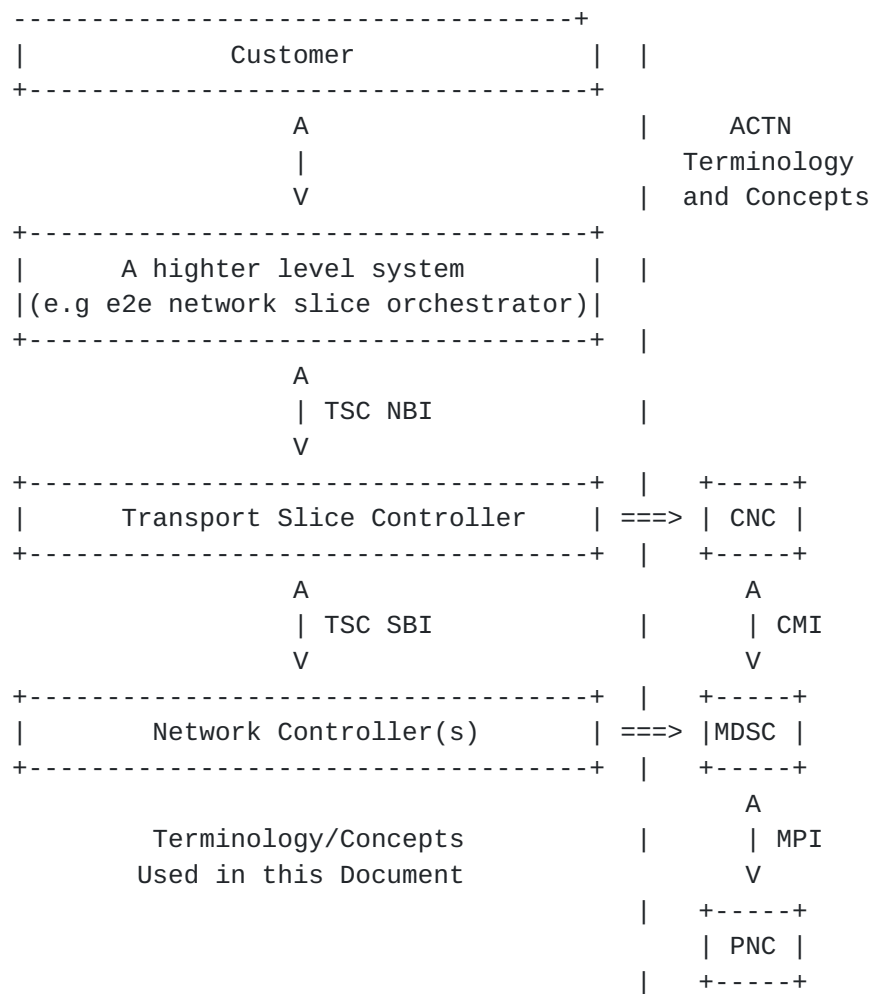 ------------------------------------+
| Customer | |
+------------------------------------+
A | ACTN
| Terminology
V | and Concepts
+------------------------------------+
| A highter level system | |
|(e.g e2e network slice orchestrator)|
+------------------------------------+ |
A
| TSC NBI |
V
+------------------------------------+ | +-----+
| Transport Slice Controller | ===> | CNC |
+------------------------------------+ | +-----+
A A
| TSC SBI | | CMI
V V
+------------------------------------+ | +-----+
| Network Controller(s) | ===> |MDSC |
+------------------------------------+ | +-----+
A
Terminology/Concepts | | MPI
Used in this Document V
| +-----+
| PNC |
| +-----+